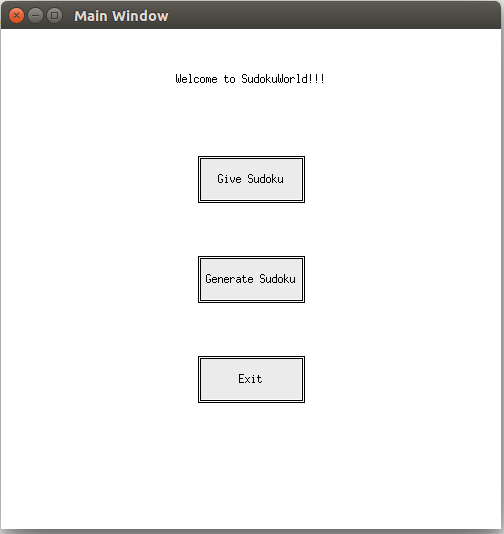 Main Window
Welcome to SudokuWorld!!!
Give Sudoku
Generate Sudoku
Exit